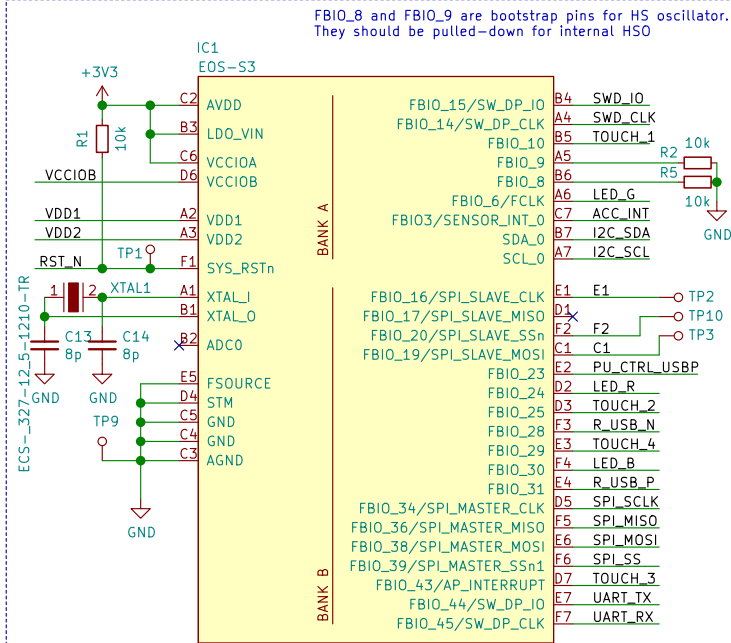 FBIO_8 and FBIO_9 are bootstrap pins for HS oscillator.
They should be pulled-down for internal HSO
IC1
EOS-S3
+3V3
R1
10k
VCCIOB
VDD1
VDD2
RST_N
TP1
1
2
XTAL1
ECS-_327-12_5-1210-TR
C13
8p
C14
8p
GND
GND
TP9
GND
C2 AVDD
B3 LDO_VIN
C6 VCCIOA
D6 VCCIOB
A2 VDD1
A3 VDD2
F1 SYS_RSTn
A1 XTAL_I
B1 XTAL_O
B2 ADC0
E5 FSOURCE
D4 STM
C5 GND
C4 GND
C3 AGND
BANK A
BANK B
FBIO_15/SW_DP_IO B4 SWD_IO
FBIO_14/SW_DP_CLK A4 SWD_CLK
FBIO_10 B5 TOUCH_1
FBIO_9 A5
FBIO_8 B6
FBIO_6/FCLK A6 LED_G
FBIO3/SENSOR_INT_0 C7 ACC_INT
SDA_0 B7 I2C_SDA
SCL_0 A7 I2C_SCL
R2 10k
R5
10k
GND
FBIO_16/SPI_SLAVE_CLK E1 E1 TP2
FBIO_17/SPI_SLAVE_MISO D1 TP10
FBIO_20/SPI_SLAVE_SSn F2 F2 TP3
FBIO_19/SPI_SLAVE_MOSI C1 C1
FBIO_23 E2 PU_CTRL_USBP
FBIO_24 D2 LED_R
FBIO_25 D3 TOUCH_2
FBIO_28 F3 R_USB_N
FBIO_29 E3 TOUCH_4
FBIO_30 F4 LED_B
FBIO_31 E4 R_USB_P
FBIO_34/SPI_MASTER_CLK D5 SPI_SCLK
FBIO_36/SPI_MASTER_MISO F5 SPI_MISO
FBIO_38/SPI_MASTER_MOSI E6 SPI_MOSI
FBIO_39/SPI_MASTER_SSn1 F6 SPI_SS
FBIO_43/AP_INTERRUPT D7 TOUCH_3
FBIO_44/SW_DP_IO E7 UART_TX
FBIO_45/SW_DP_CLK F7 UART_RX